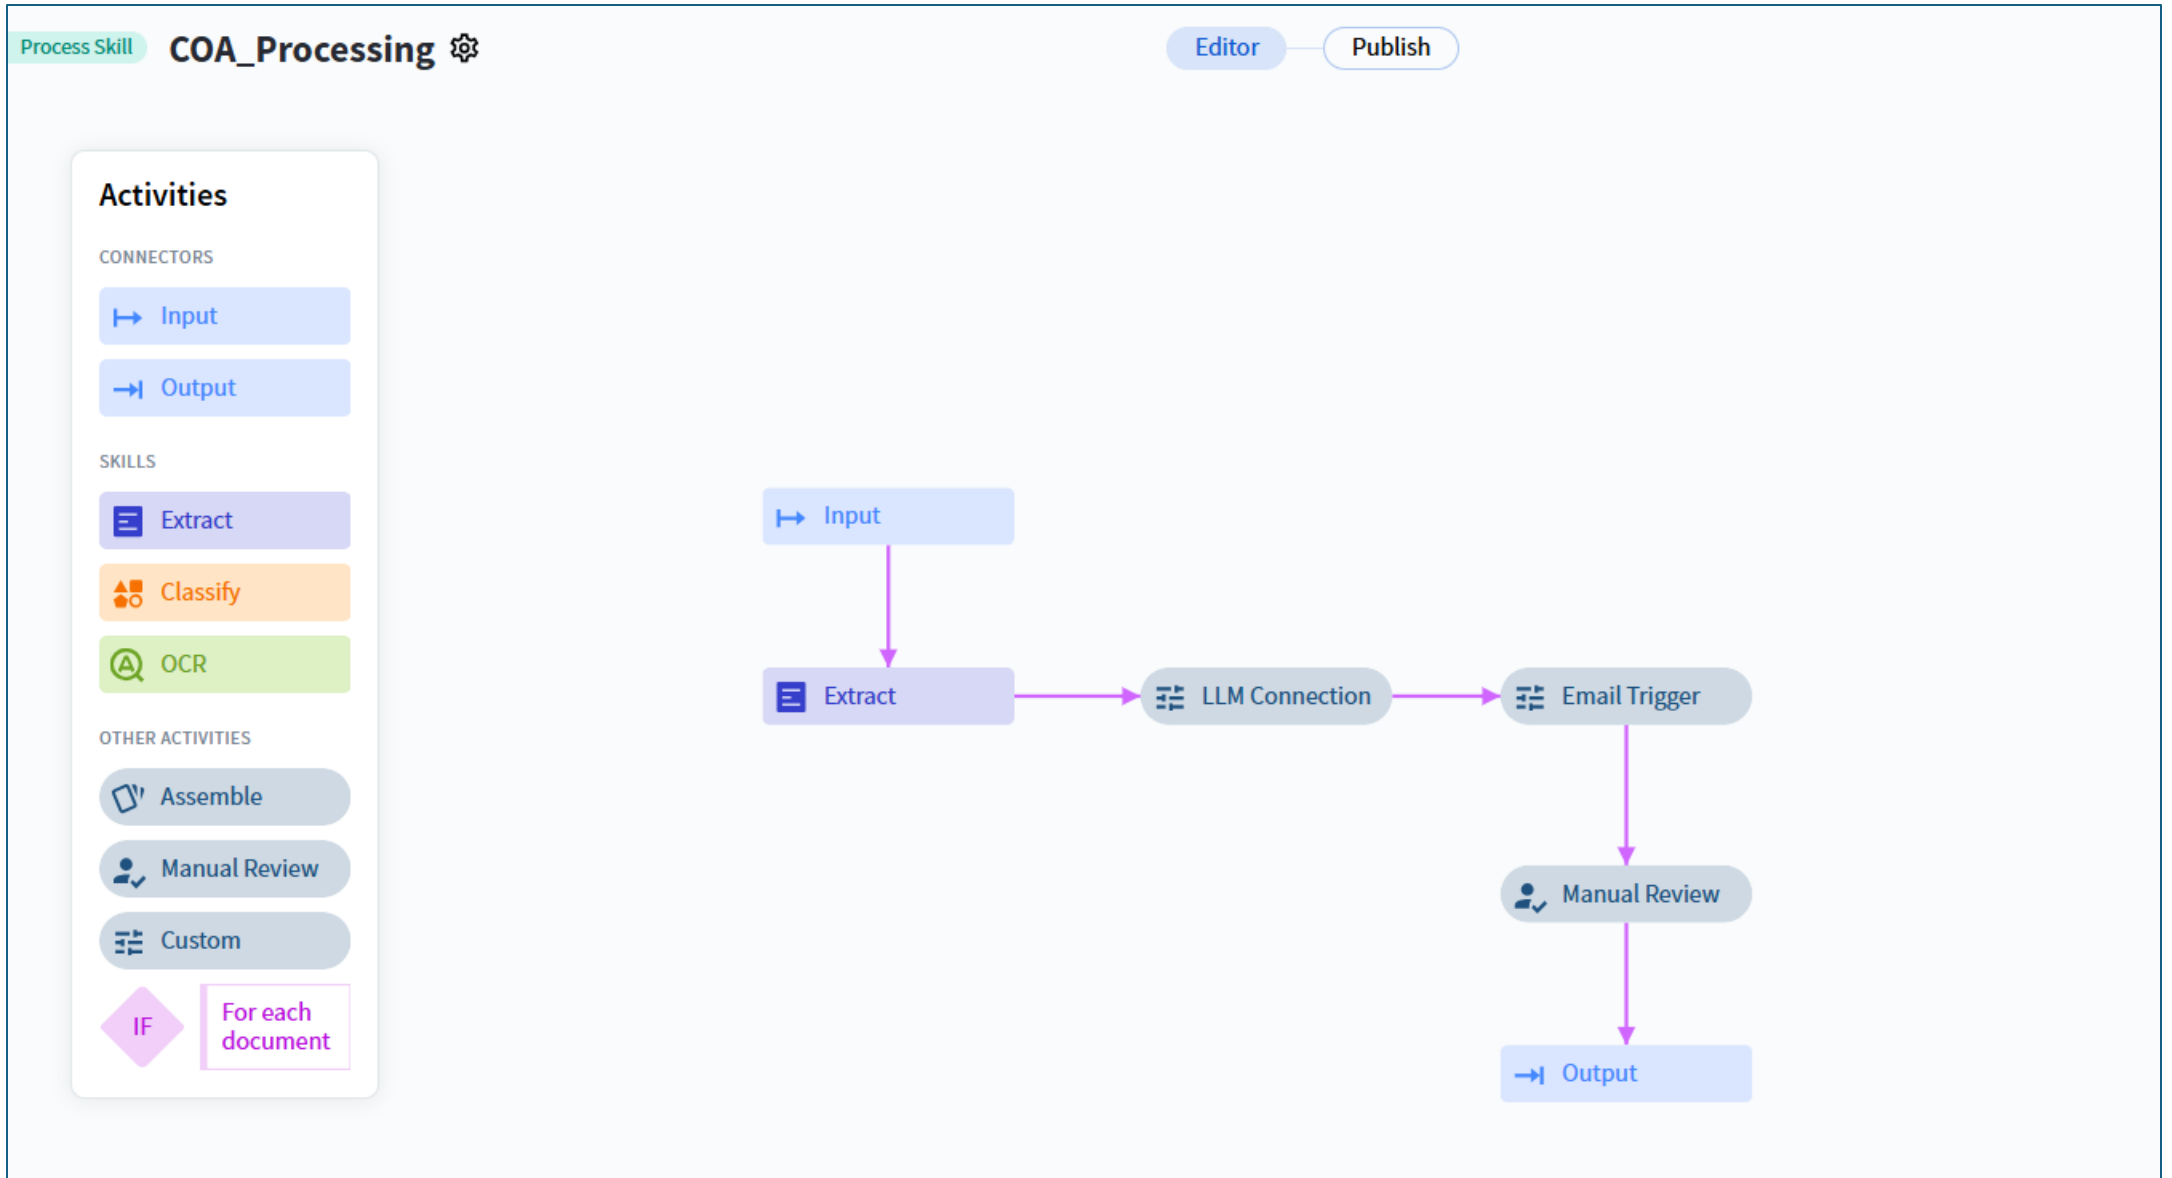 Process Skill
COA_Processing
Editor
Publish
Activities
CONNECTORS
Input
Output
SKILLS
Extract
Classify
OCR
OTHER ACTIVITIES
Assemble
Manual Review
Custom
IF
For each
document
Input
Extract
LLM Connection
Email Trigger
Manual Review
Output